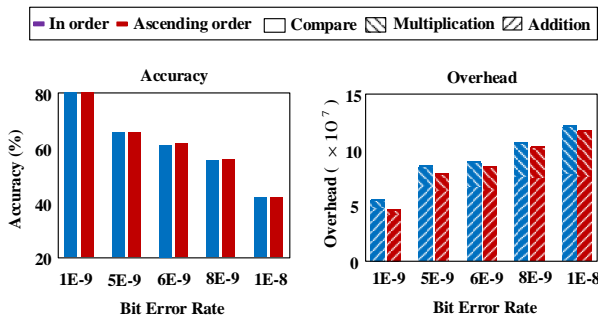 In order Ascending order Compare Multiplication Addition
Accuracy
Accuracy (%)
80
60
40
20
1E-9 5E-9 6E-9 8E-9 1E-8
Bit Error Rate
Overhead
Overhead ( × 10⁷)
15
10
5
0
1E-9 5E-9 6E-9 8E-9 1E-8
Bit Error Rate